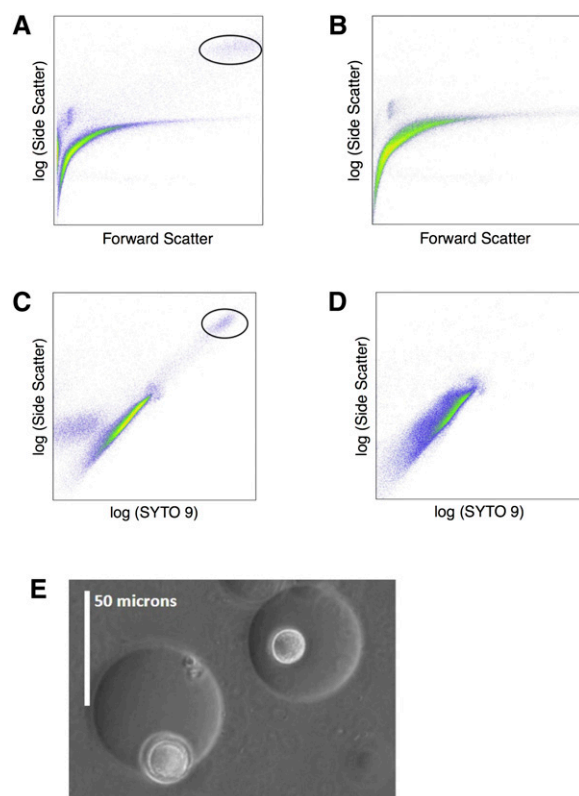 A
B
log (Side Scatter)
log (Side Scatter)
Forward Scatter
Forward Scatter
C
D
log (Side Scatter)
log (Side Scatter)
log (SYTO 9)
log (SYTO 9)
E
50 microns